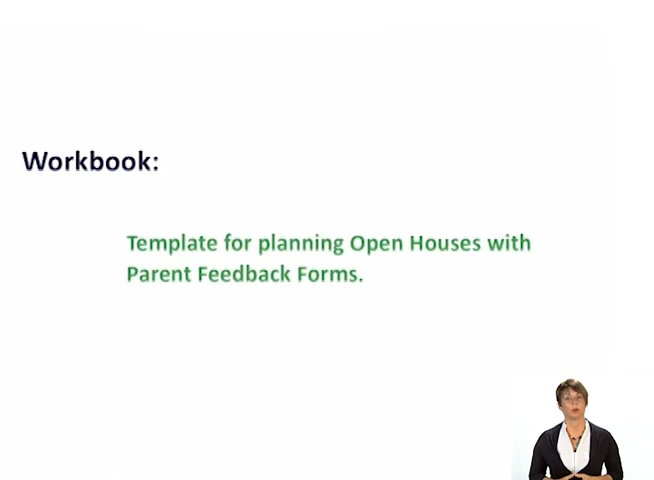 Workbook:
Template for planning Open Houses with
Parent Feedback Forms.